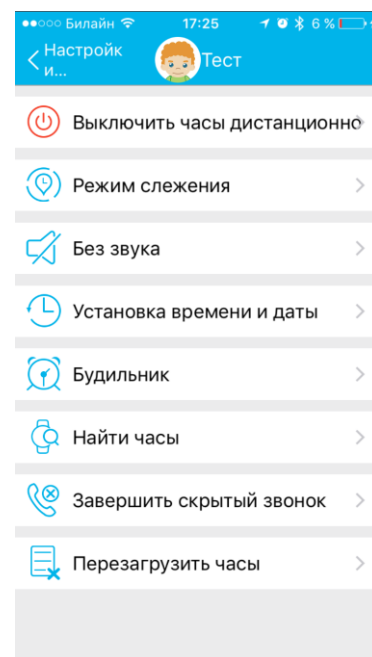 Билайн 17:25 6 %
Настройк
и...
Тест
Выключить часы дистанционно
Режим слежения
Без звука
Установка времени и даты
Будильник
Найти часы
Завершить скрытый звонок
Перезагрузить часы